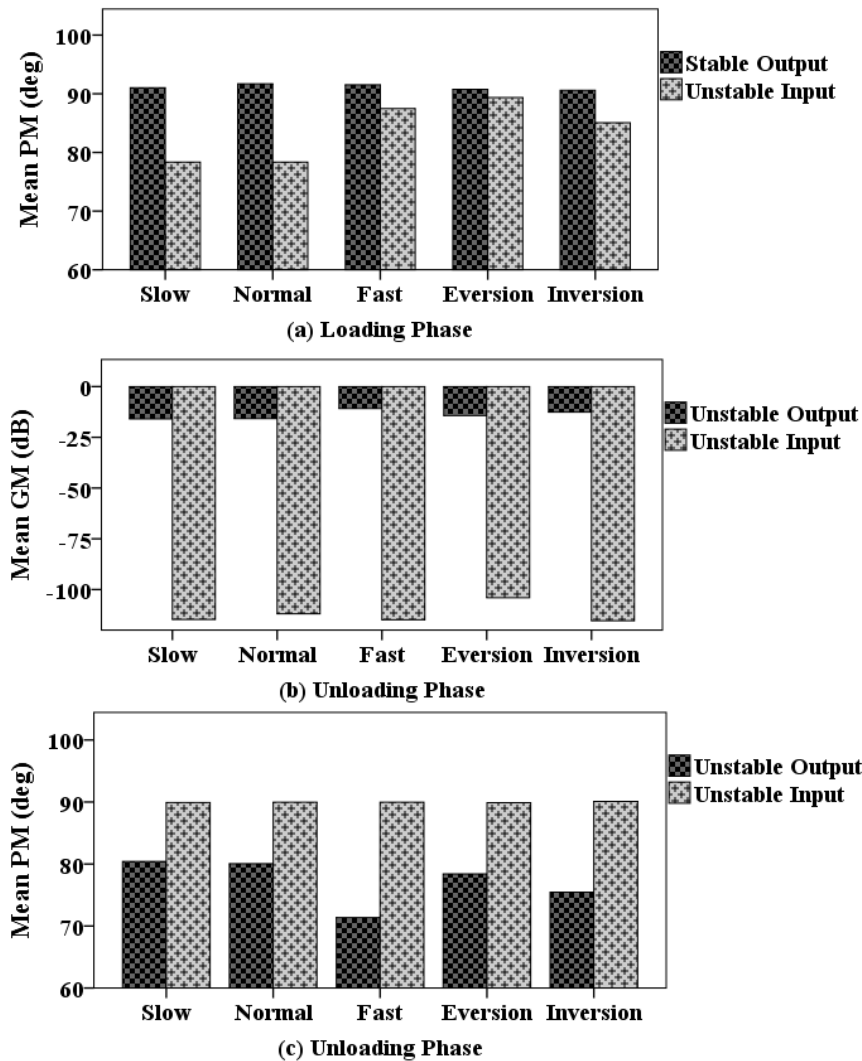 100
90
80
70
60
Mean PM (deg)
Stable Output
Unstable Input
Slow Normal Fast Eversion Inversion
(a) Loading Phase
0
-25
-50
-75
-100
Mean GM (dB)
Unstable Output
Unstable Input
Slow Normal Fast Eversion Inversion
(b) Unloading Phase
100
90
80
70
60
Mean PM (deg)
Unstable Output
Unstable Input
Slow Normal Fast Eversion Inversion
(c) Unloading Phase